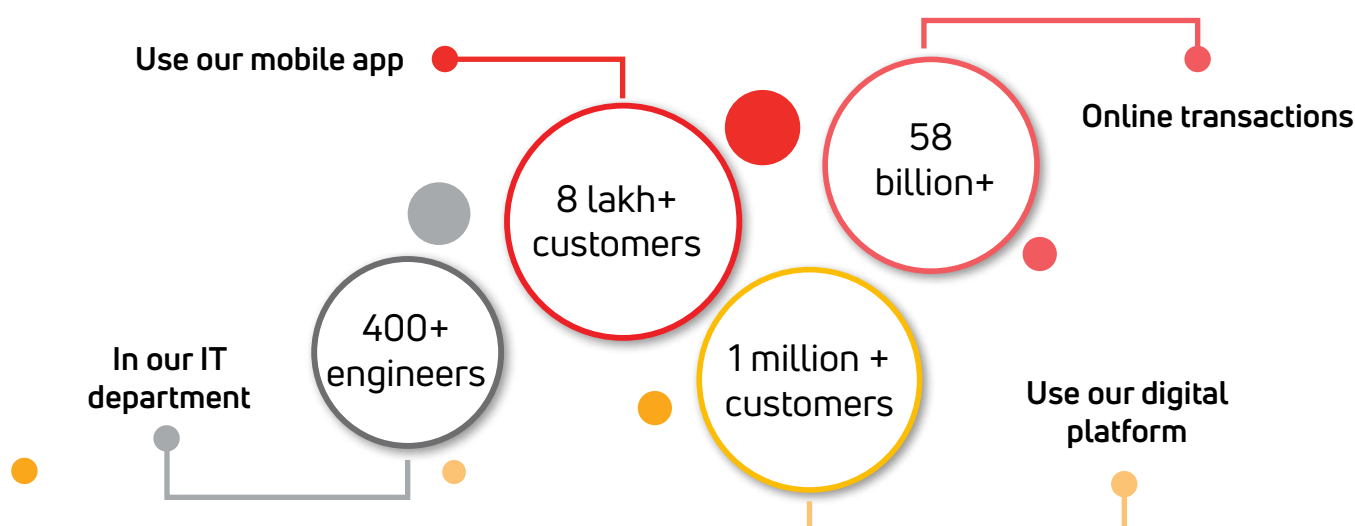 Use our mobile app
8 lakh+
customers
58
billion+
Online transactions
In our IT
department
400+
engineers
1 million +
customers
Use our digital
platform